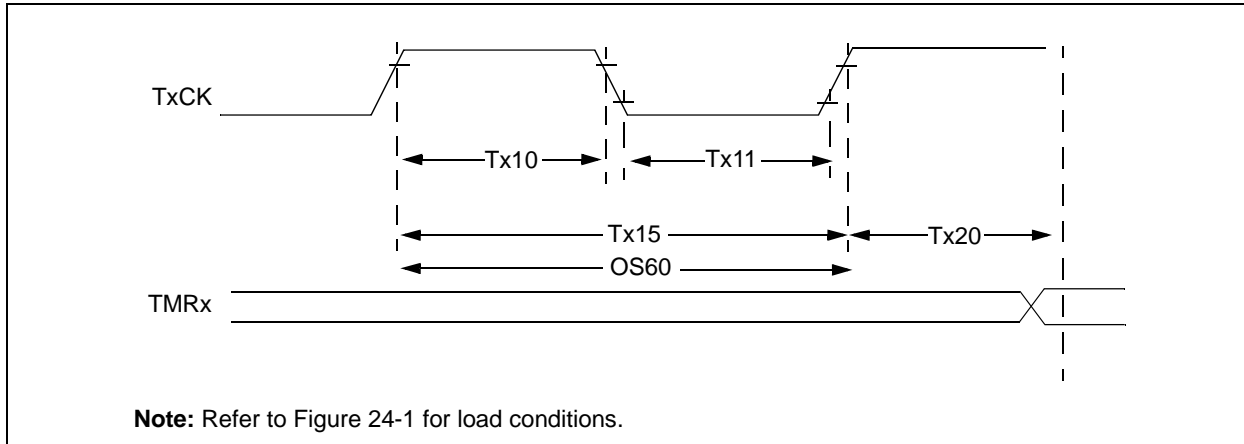 TxCK
Tx10
Tx11
Tx15
Tx20
OS60
TMRx
Note: Refer to Figure 24-1 for load conditions.